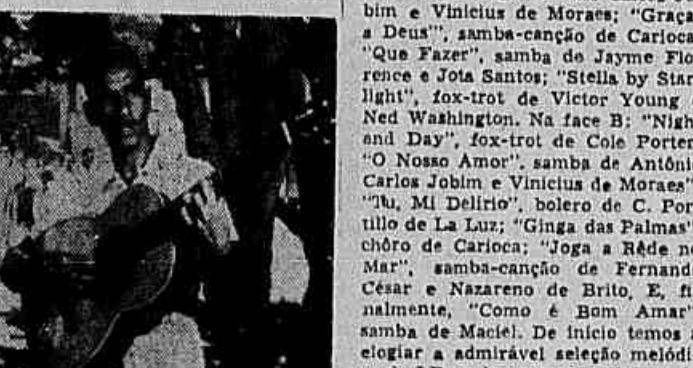 bim e Vinicius de Moraes; "Graça
a Deus", samba-canção de Carioca
"Que Fazer", samba de Jayme Flo
rence e Jota Santos; "Stella by Star
light", fox-trot de Victor Young
Ned Washington. Na face B: "Nigh
and Day", fox-trot de Cole Porter
"O Nosso Amor", samba de Antôni
Carlos Jobim e Vinicius de Moraes"
"Tu, Mi Delirio", bolero de C. Por
tillo de La Luz; "Ginga das Palmas"
chôro de Carioca; "Joga a Rêde no
Mar", samba-canção de Fernand
César e Nazareno de Brito. E, fi
nalmente, "Como é Bom Amar"
samba de Maciel. De início temos a
elogiar a admirável seleção melódi